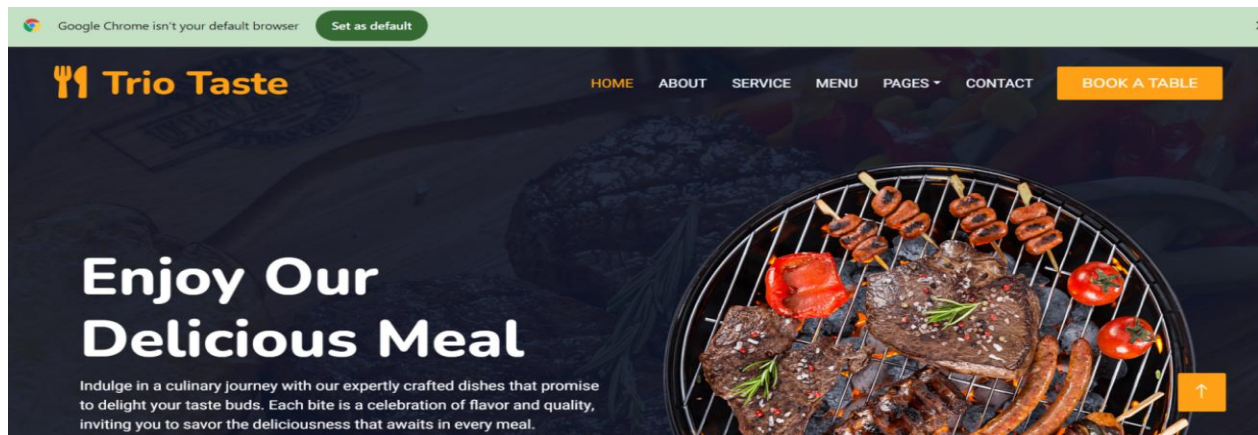 Google Chrome isn't your default browser Set as default
Trio Taste HOME ABOUT SERVICE MENU PAGES CONTACT BOOK A TABLE
Enjoy Our
Delicious Meal
Indulge in a culinary journey with our expertly crafted dishes that promise
to delight your taste buds. Each bite is a celebration of flavor and quality,
inviting you to savor the deliciousness that awaits in every meal.